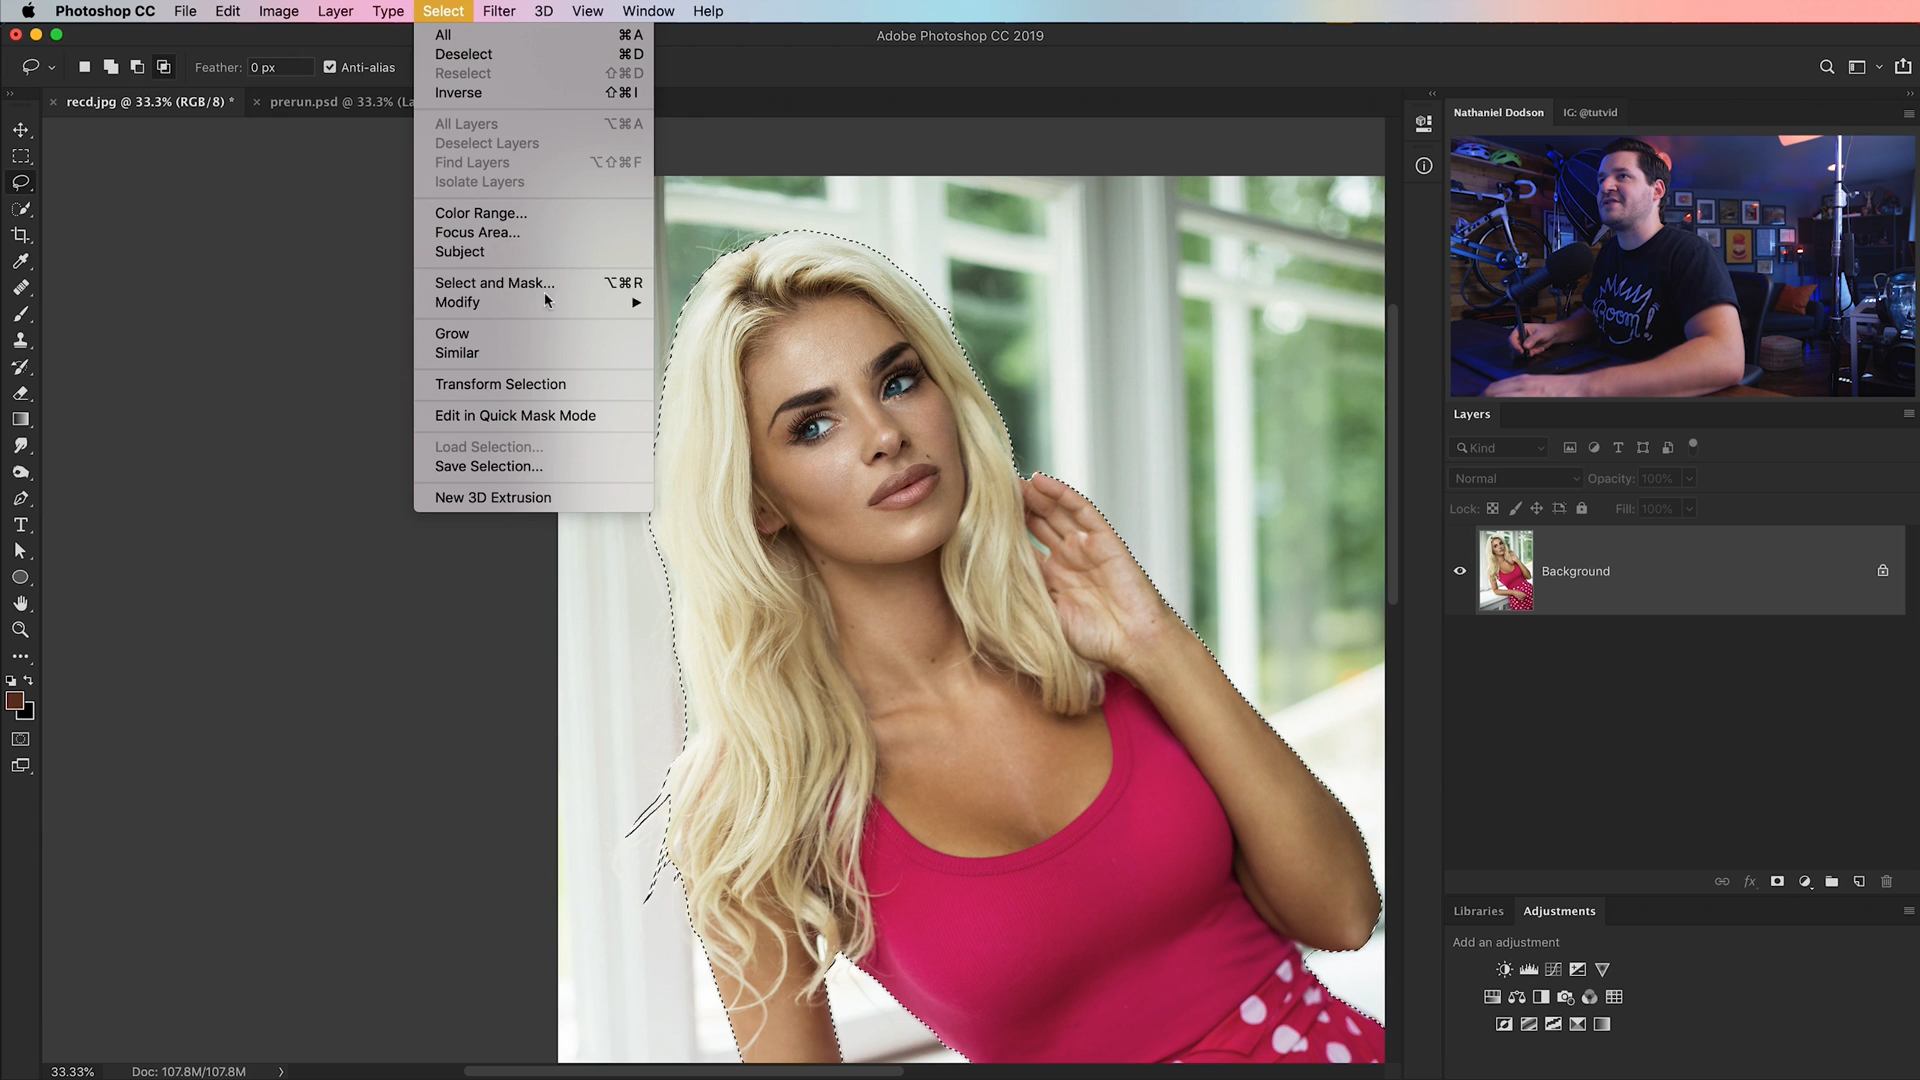 Photoshop CC File Edit Image Layer Type Select Filter 3D View Window Help
Adobe Photoshop CC 2019
Feather: 0 px Anti-alias
recd.jpg @ 33.3% (RGB/8) * prerun.psd @ 33.3% (La
All ⌘A
Deselect ⌘D
Reselect ⇧⌘D
Inverse ⇧⌘I
All Layers ⌥⌘A
Deselect Layers
Find Layers ⌥⇧⌘F
Isolate Layers
Color Range...
Focus Area...
Subject
Select and Mask... ⌥⌘R
Modify
Grow
Similar
Transform Selection
Edit in Quick Mask Mode
Load Selection...
Save Selection...
New 3D Extrusion
Nathaniel Dodson IG: @tutvid
Boom!
Layers
Kind
Normal Opacity: 100%
Lock: Fill: 100%
Background
fx
Libraries Adjustments
Add an adjustment
33.33% Doc: 107.8M/107.8M